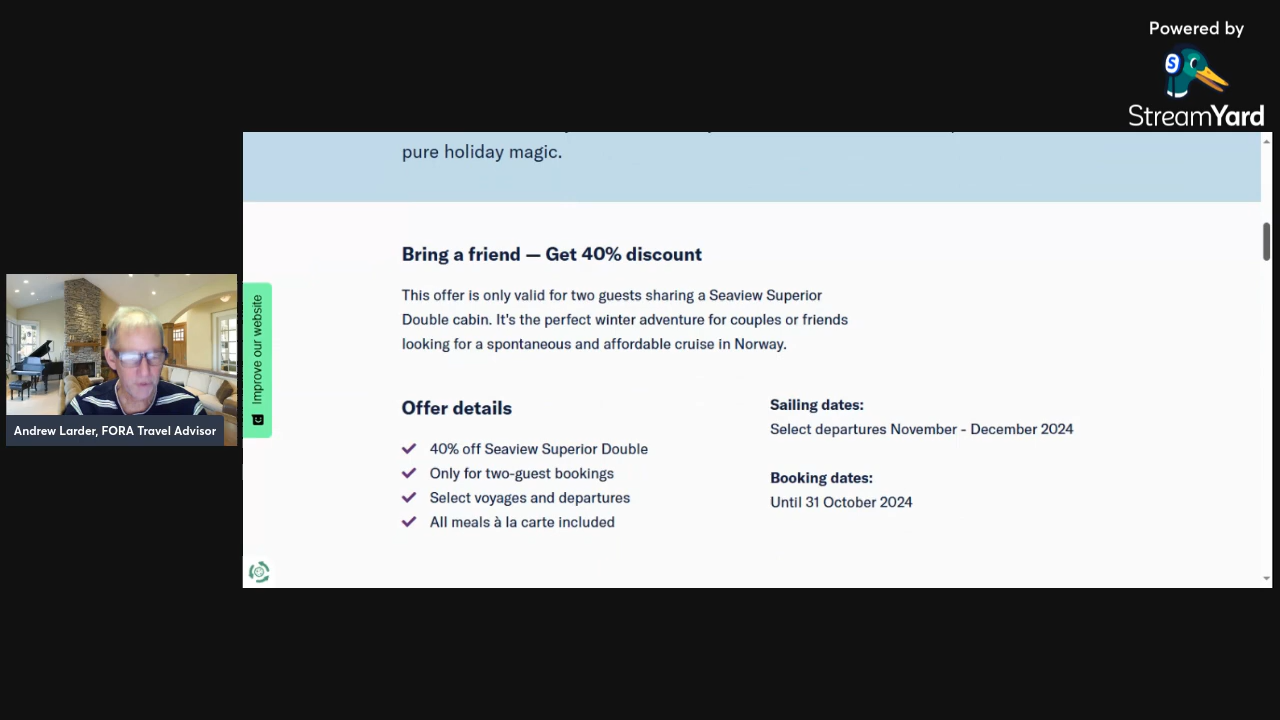 Powered by
StreamYard
pure holiday magic.
Bring a friend — Get 40% discount
This offer is only valid for two guests sharing a Seaview Superior
Double cabin. It's the perfect winter adventure for couples or friends
looking for a spontaneous and affordable cruise in Norway.
Improve our website
Offer details
40% off Seaview Superior Double
Only for two-guest bookings
Select voyages and departures
All meals à la carte included
Sailing dates:
Select departures November - December 2024
Booking dates:
Until 31 October 2024
Andrew Larder, FORA Travel Advisor